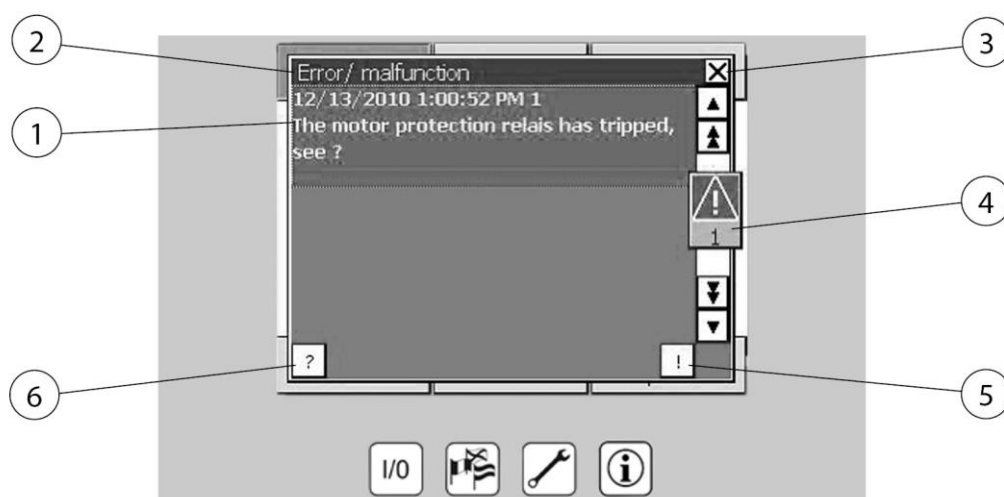 2
3
Error/ malfunction
12/13/2010 1:00:52 PM 1
1
The motor protection relais has tripped,
see ?
4
1
?
!
6
5
I/0